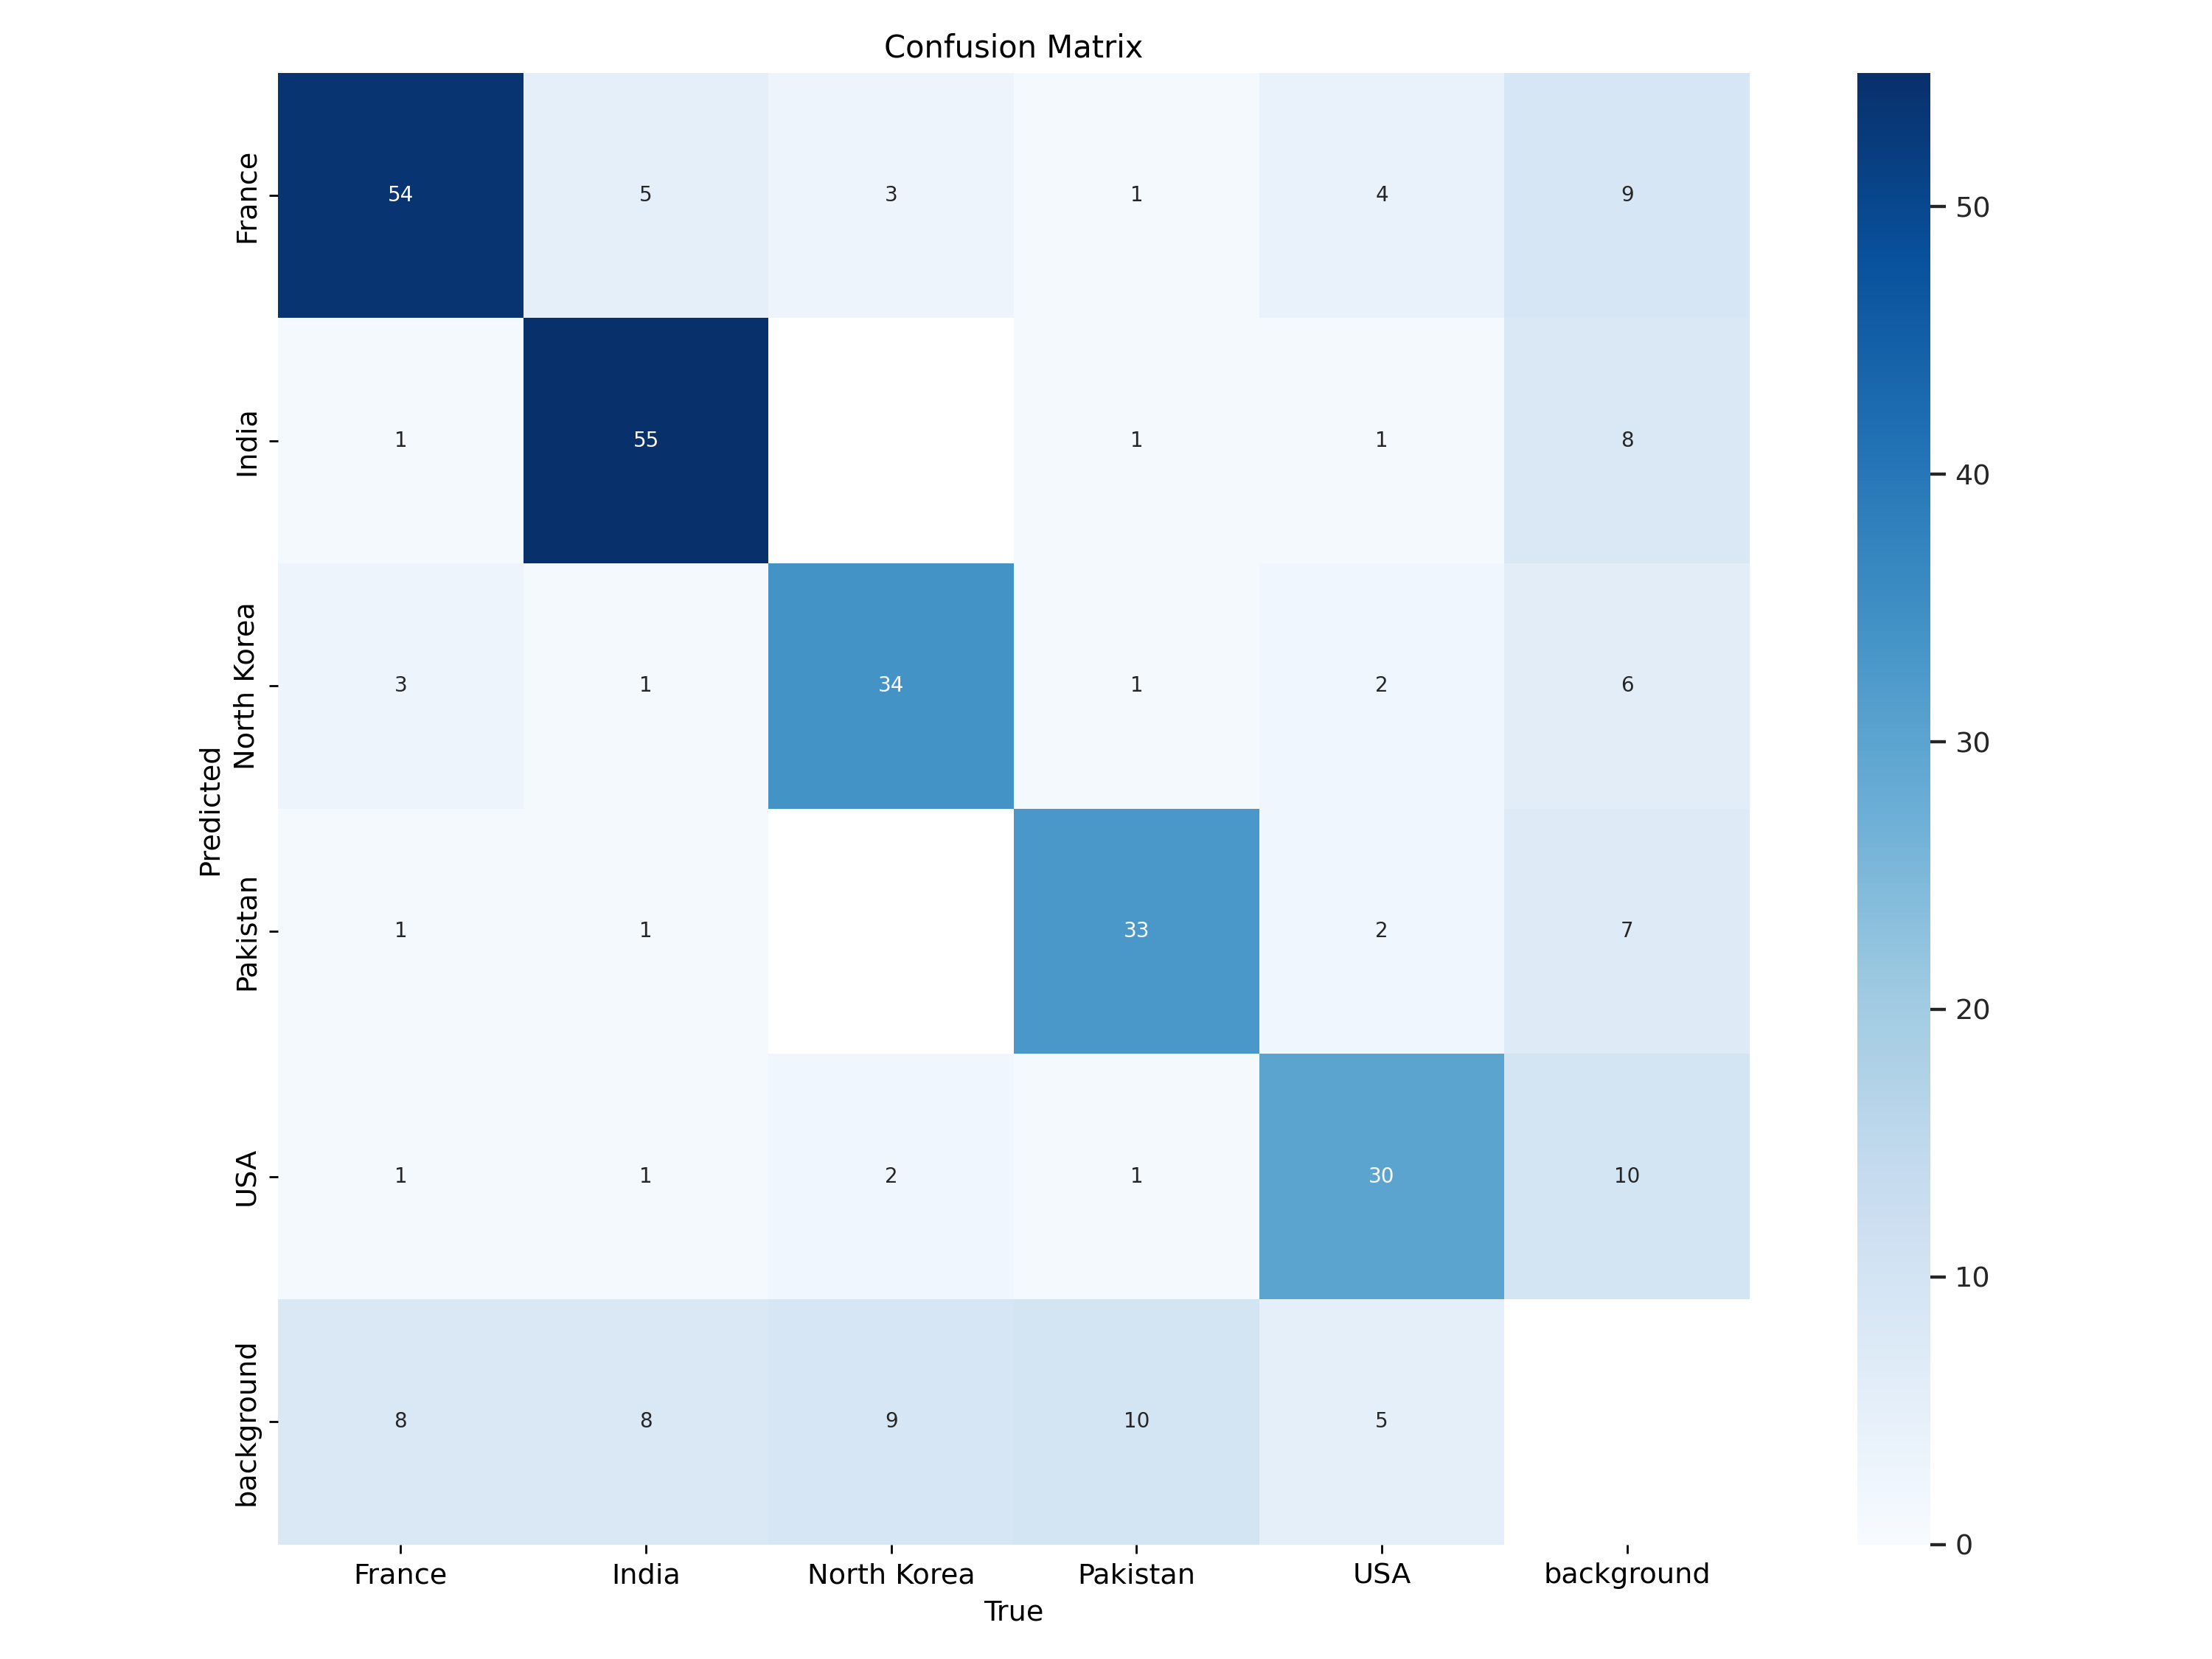 Confusion Matrix
France 54 5 3 1 4 9
India 1 55 1 1 8
North Korea 3 1 34 1 2 6
Pakistan 1 1 33 2 7
USA 1 1 2 1 30 10
background 8 8 9 10 5
Predicted
France India North Korea Pakistan USA background
True
50
40
30
20
10
0